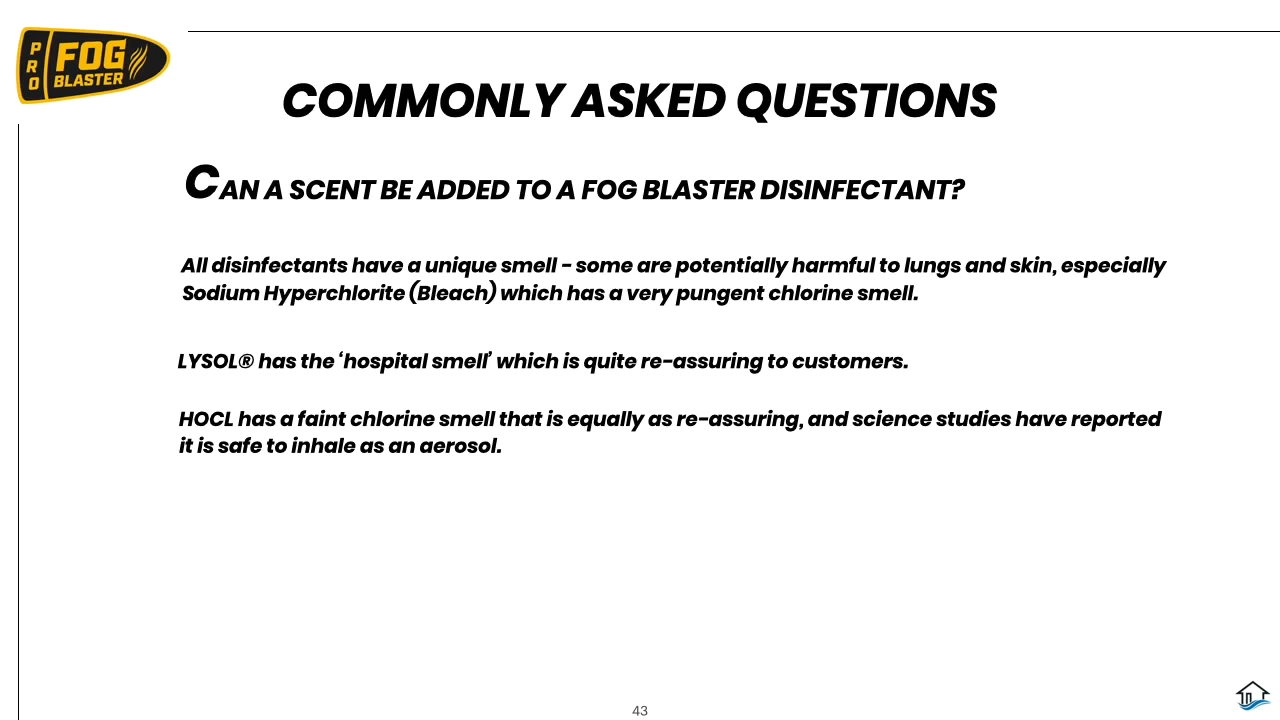 PRO
FOG
BLASTER
COMMONLY ASKED QUESTIONS
CAN A SCENT BE ADDED TO A FOG BLASTER DISINFECTANT?
All disinfectants have a unique smell - some are potentially harmful to lungs and skin, especially
Sodium Hyperchlorite (Bleach) which has a very pungent chlorine smell.
LYSOL® has the ‘hospital smell’ which is quite re-assuring to customers.
HOCL has a faint chlorine smell that is equally as re-assuring, and science studies have reported
it is safe to inhale as an aerosol.
43